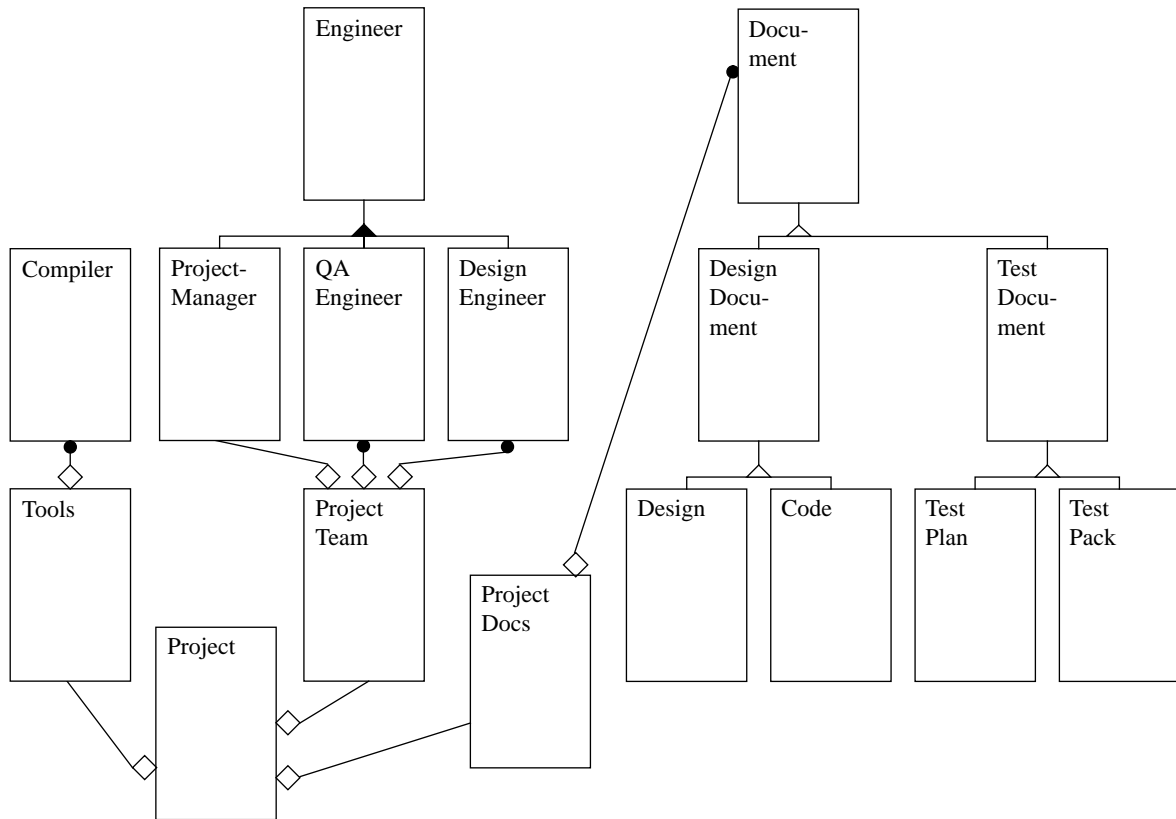 Engineer
Docu-
ment
Compiler
Project-
Manager
QA
Engineer
Design
Engineer
Design
Docu-
ment
Test
Docu-
ment
Tools
Project
Team
Design
Code
Test
Plan
Test
Pack
Project
Docs
Project